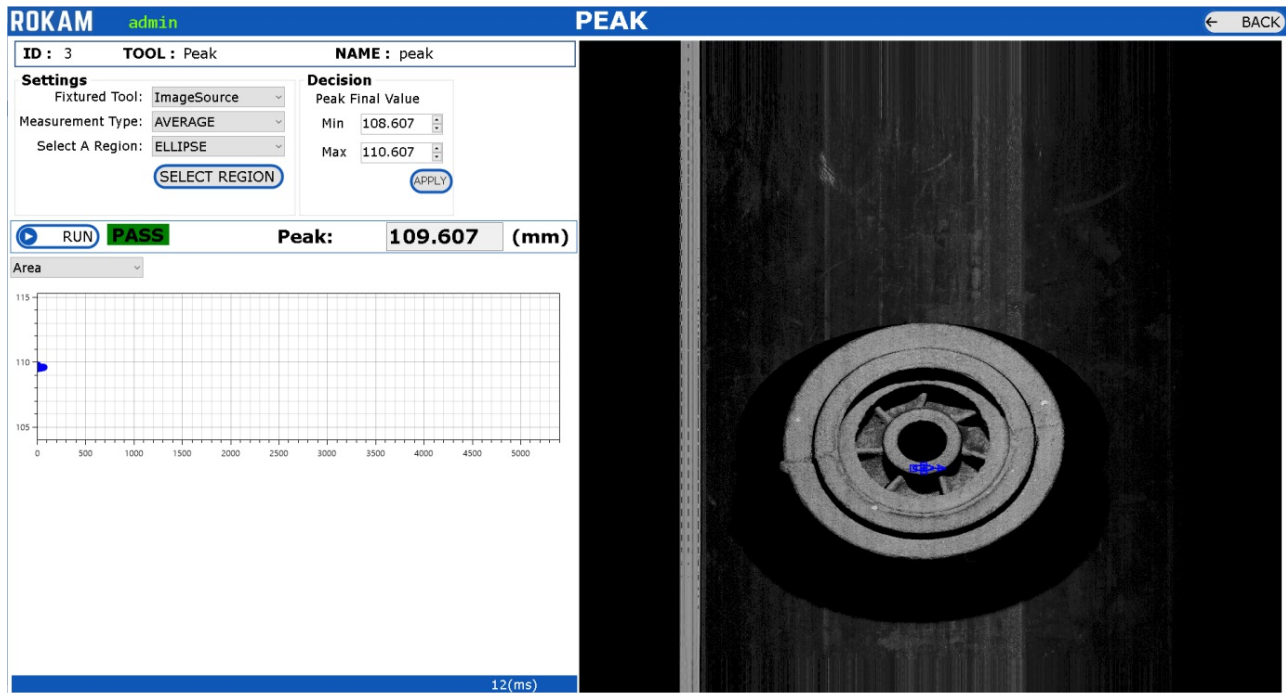 ROKAM admin PEAK ← BACK
ID : 3 TOOL : Peak NAME : peak
Settings Decision
Fixtured Tool: ImageSource Peak Final Value
Measurement Type: AVERAGE Min 108.607
Select A Region: ELLIPSE Max 110.607
SELECT REGION APPLY
RUN PASS Peak: 109.607 (mm)
Area
115
110
105
0 500 1000 1500 2000 2500 3000 3500 4000 4500 5000
12(ms)